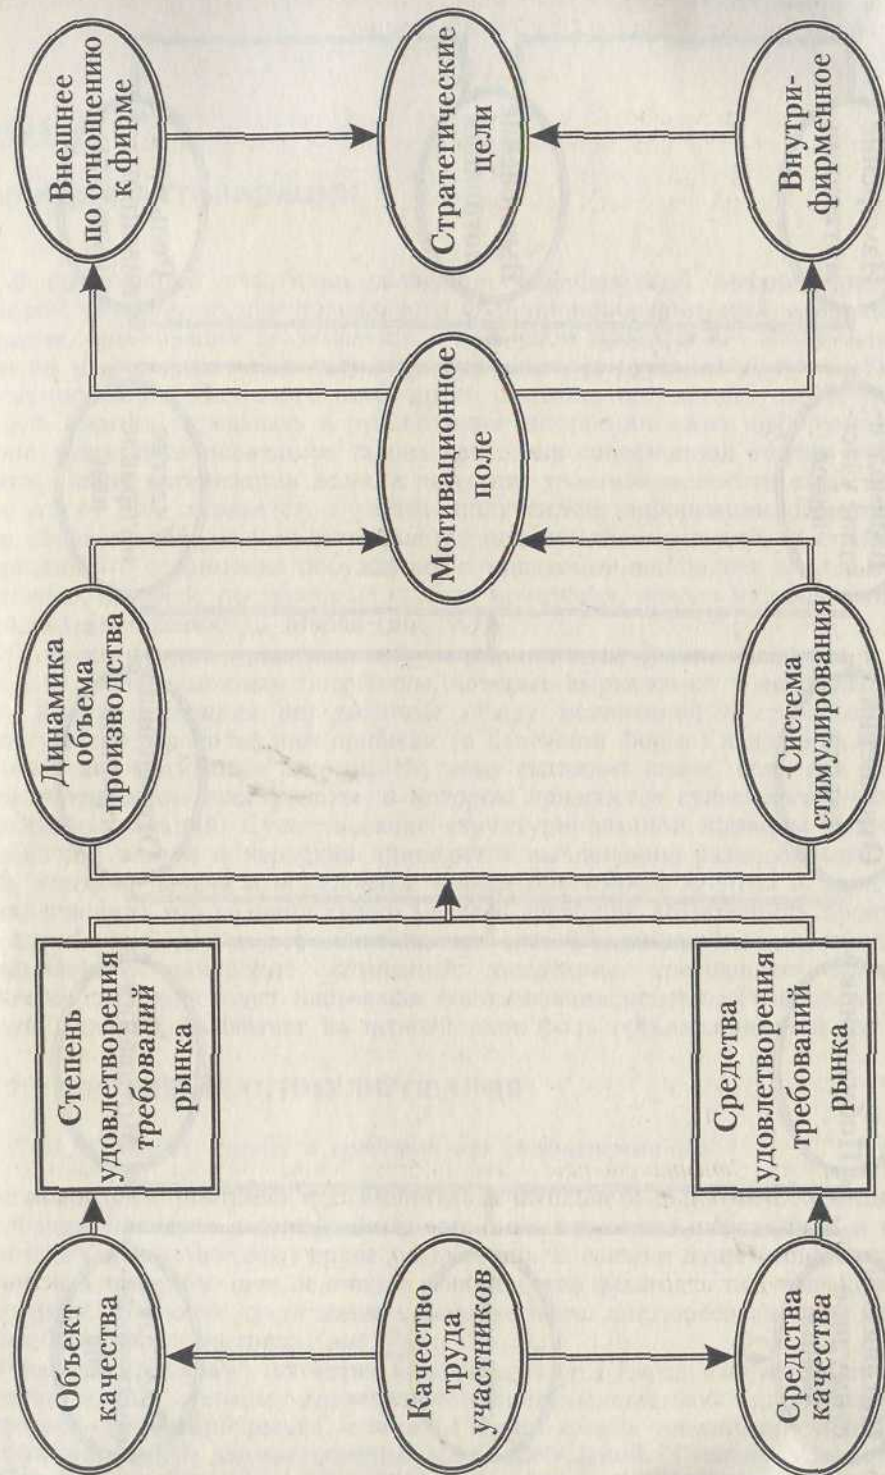 Объект
качества
Качество
труда
участников
Средства
качества
Степень
удовлетворения
требований
рынка
Средства
удовлетворения
требований
рынка
Динамика
объема
производства
Система
стимулирования
Мотивационное
поле
Внешнее
по отношению
к фирме
Стратегические
цели
Внутри-
фирменное